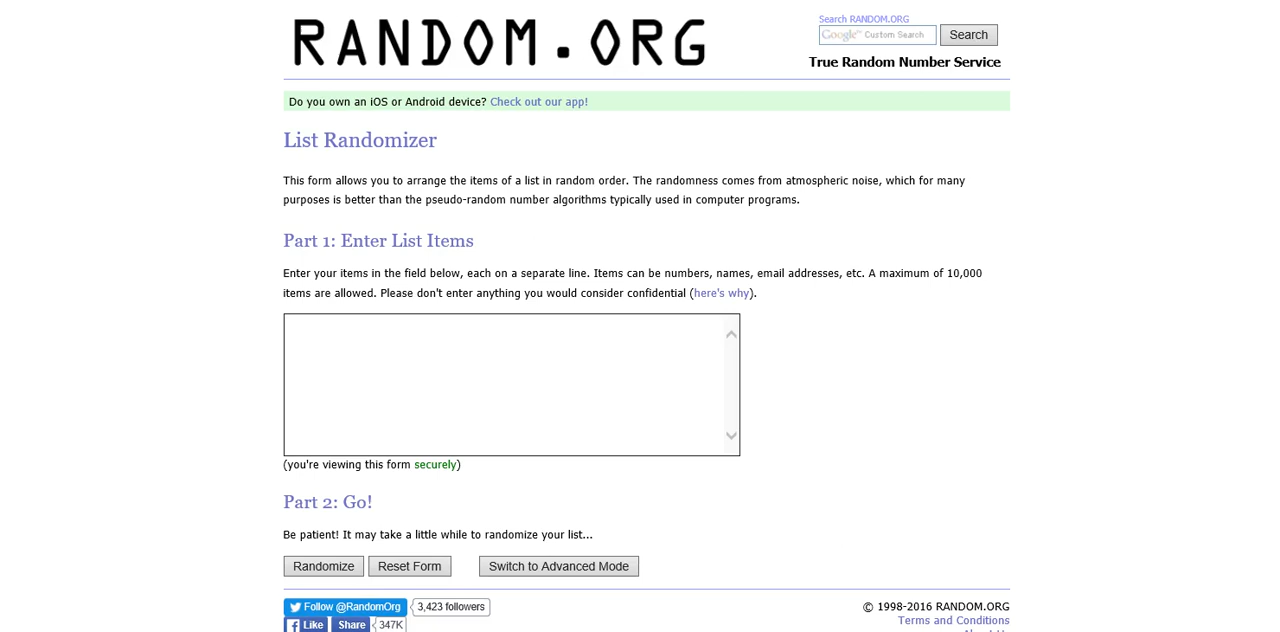 RANDOM.ORG
Search RANDOM.ORG
Google™ Custom Search
Search
True Random Number Service
Do you own an iOS or Android device? Check out our app!
List Randomizer
This form allows you to arrange the items of a list in random order. The randomness comes from atmospheric noise, which for many
purposes is better than the pseudo-random number algorithms typically used in computer programs.
Part 1: Enter List Items
Enter your items in the field below, each on a separate line. Items can be numbers, names, email addresses, etc. A maximum of 10,000
items are allowed. Please don't enter anything you would consider confidential (here's why).
(you're viewing this form securely)
Part 2: Go!
Be patient! It may take a little while to randomize your list...
Randomize Reset Form Switch to Advanced Mode
Follow @RandomOrg 3,423 followers
© 1998-2016 RANDOM.ORG
Like Share 347K
Terms and Conditions